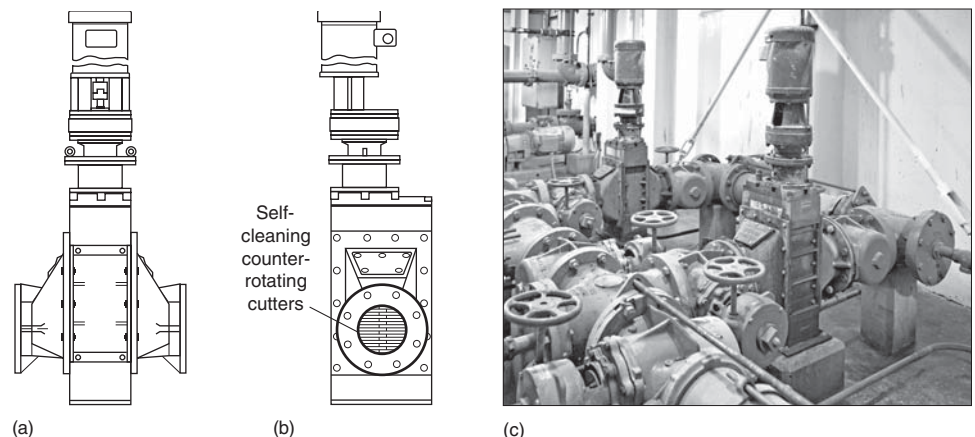 Self-
cleaning
counter-
rotating
cutters
(a)
(b)
(c)